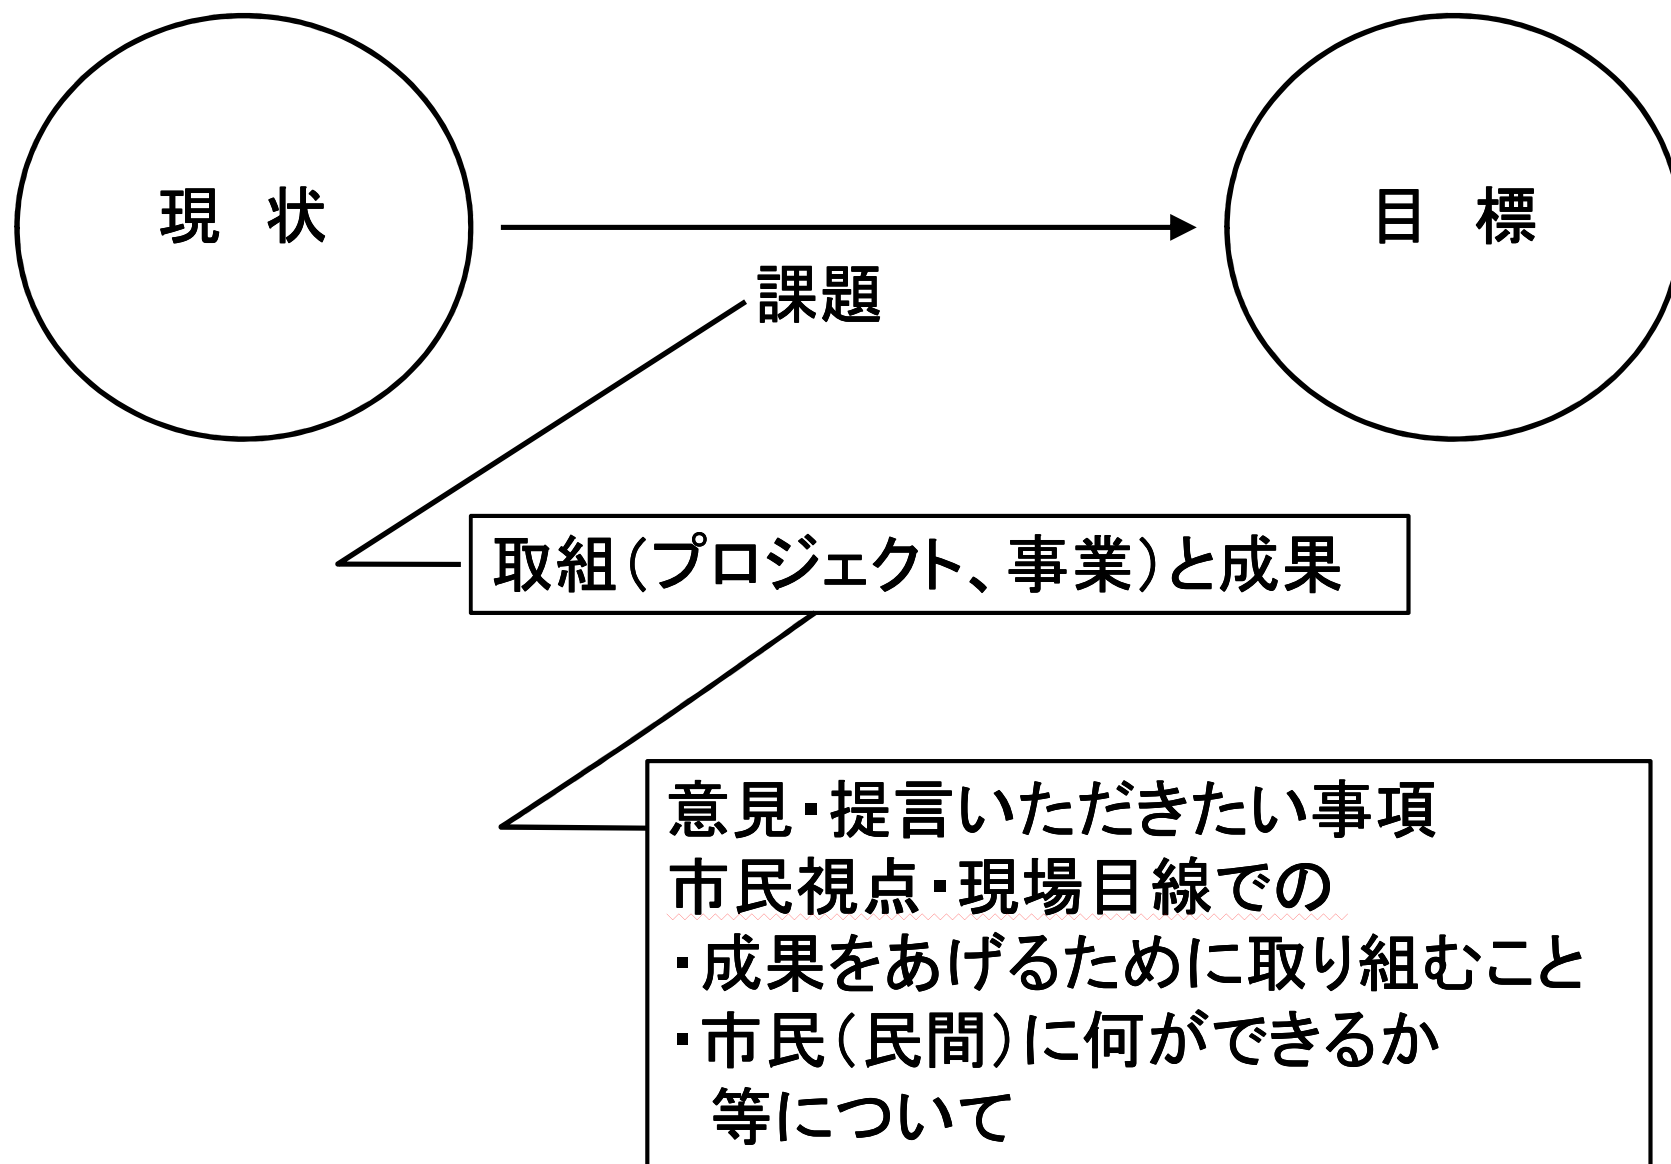 現　状
目　標
課題
取組（プロジェクト、事業）と成果
意見・提言いただきたい事項
市民視点・現場目線での
・成果をあげるために取り組むこと
・市民（民間）に何ができるか
等について